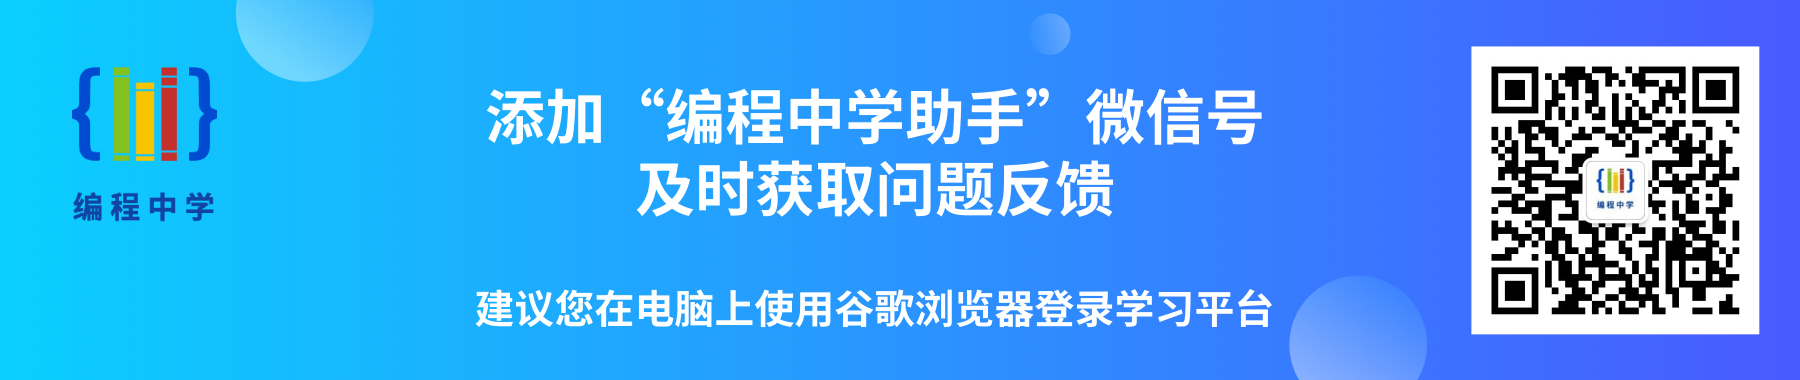 编程中学
添加“编程中学助手”微信号
及时获取问题反馈
建议您在电脑上使用谷歌浏览器登录学习平台
编程中学